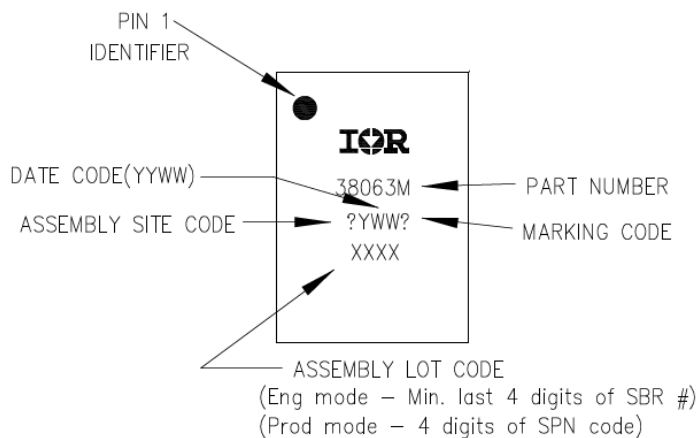 PIN 1
IDENTIFIER
IOR
DATE CODE(YYWW)
38063M
PART NUMBER
ASSEMBLY SITE CODE
?YWW?
MARKING CODE
XXXX
ASSEMBLY LOT CODE
(Eng mode – Min. last 4 digits of SBR #)
(Prod mode – 4 digits of SPN code)